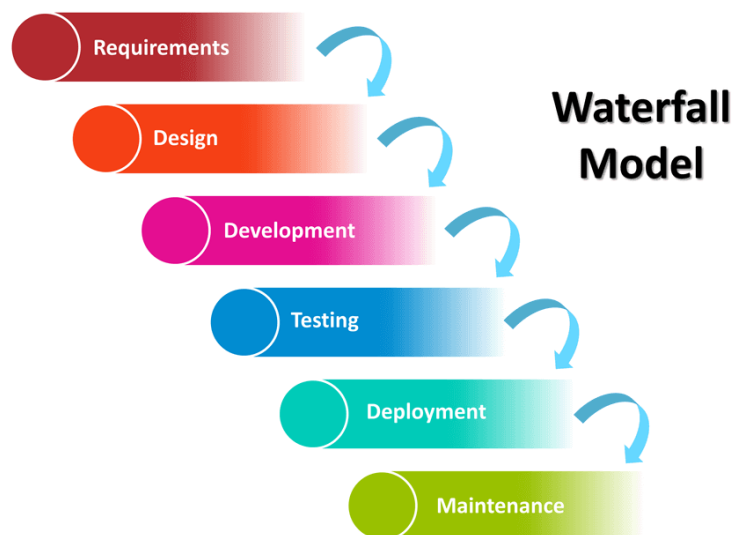 Requirements
Waterfall
Model
Design
Development
Testing
Deployment
Maintenance